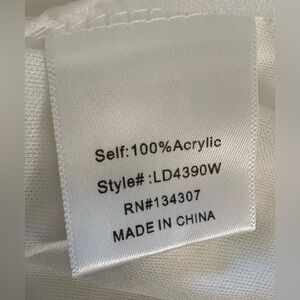 Self:100%Acrylic
Style#:LD4390W
RN#134307
MADE IN CHINA